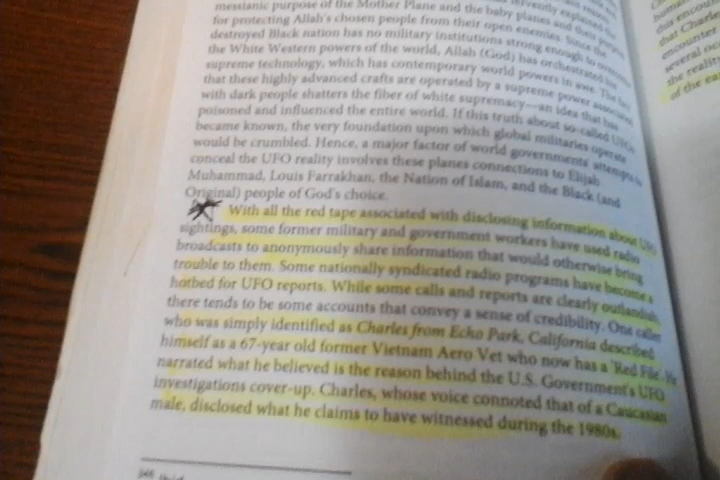 messianic purpose of the Mother Plane and the baby planes and their
for protecting Allah's chosen people from their open enemies. Since the
destroyed Black nation has no military institutions strong enough to
the White Western powers of the world, Allah (God) has orchestrated
supreme technology, which has contemporary world powers in awe. The
that these highly advanced crafts are operated by a supreme power
with dark people shatters the fiber of white supremacy—an idea that has
poisoned and influenced the entire world. If this truth about so-called UFOs
became known, the very foundation upon which global militaries operate
would be crumbled. Hence, a major factor of world governments' attempts to
conceal the UFO reality involves these planes connections to Elijah
Muhammad, Louis Farrakhan, the Nation of Islam, and the Black (and
Original) people of God's choice.
With all the red tape associated with disclosing information about UFO
sightings, some former military and government workers have used radio
broadcasts to anonymously share information that would otherwise bring
trouble to them. Some nationally syndicated radio programs have become a
hotbed for UFO reports. While some calls and reports are clearly outlandish,
there tends to be some accounts that convey a sense of credibility. One caller
who was simply identified as Charles from Echo Park, California described
himself as a 67-year old former Vietnam Aero Vet who now has a 'Red File'. He
narrated what he believed is the reason behind the U.S. Government's UFO
investigations cover-up. Charles, whose voice connoted that of a Caucasian
male, disclosed what he claims to have witnessed during the 1980s.
that Charles
encounter
several
the reality
of the